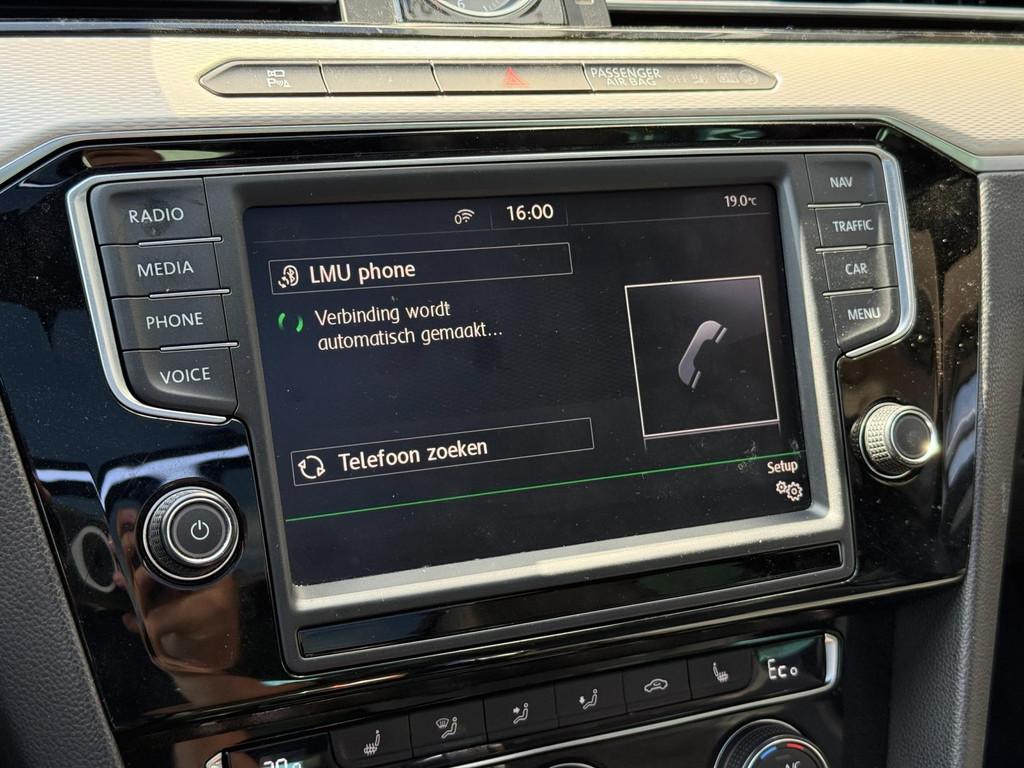 PASSENGER
AIR BAG
OFF
RADIO
MEDIA
PHONE
VOICE
NAV
TRAFFIC
CAR
MENU
16:00
19.0°C
LMU phone
Verbinding wordt
automatisch gemaakt...
Telefoon zoeken
Setup
Eco